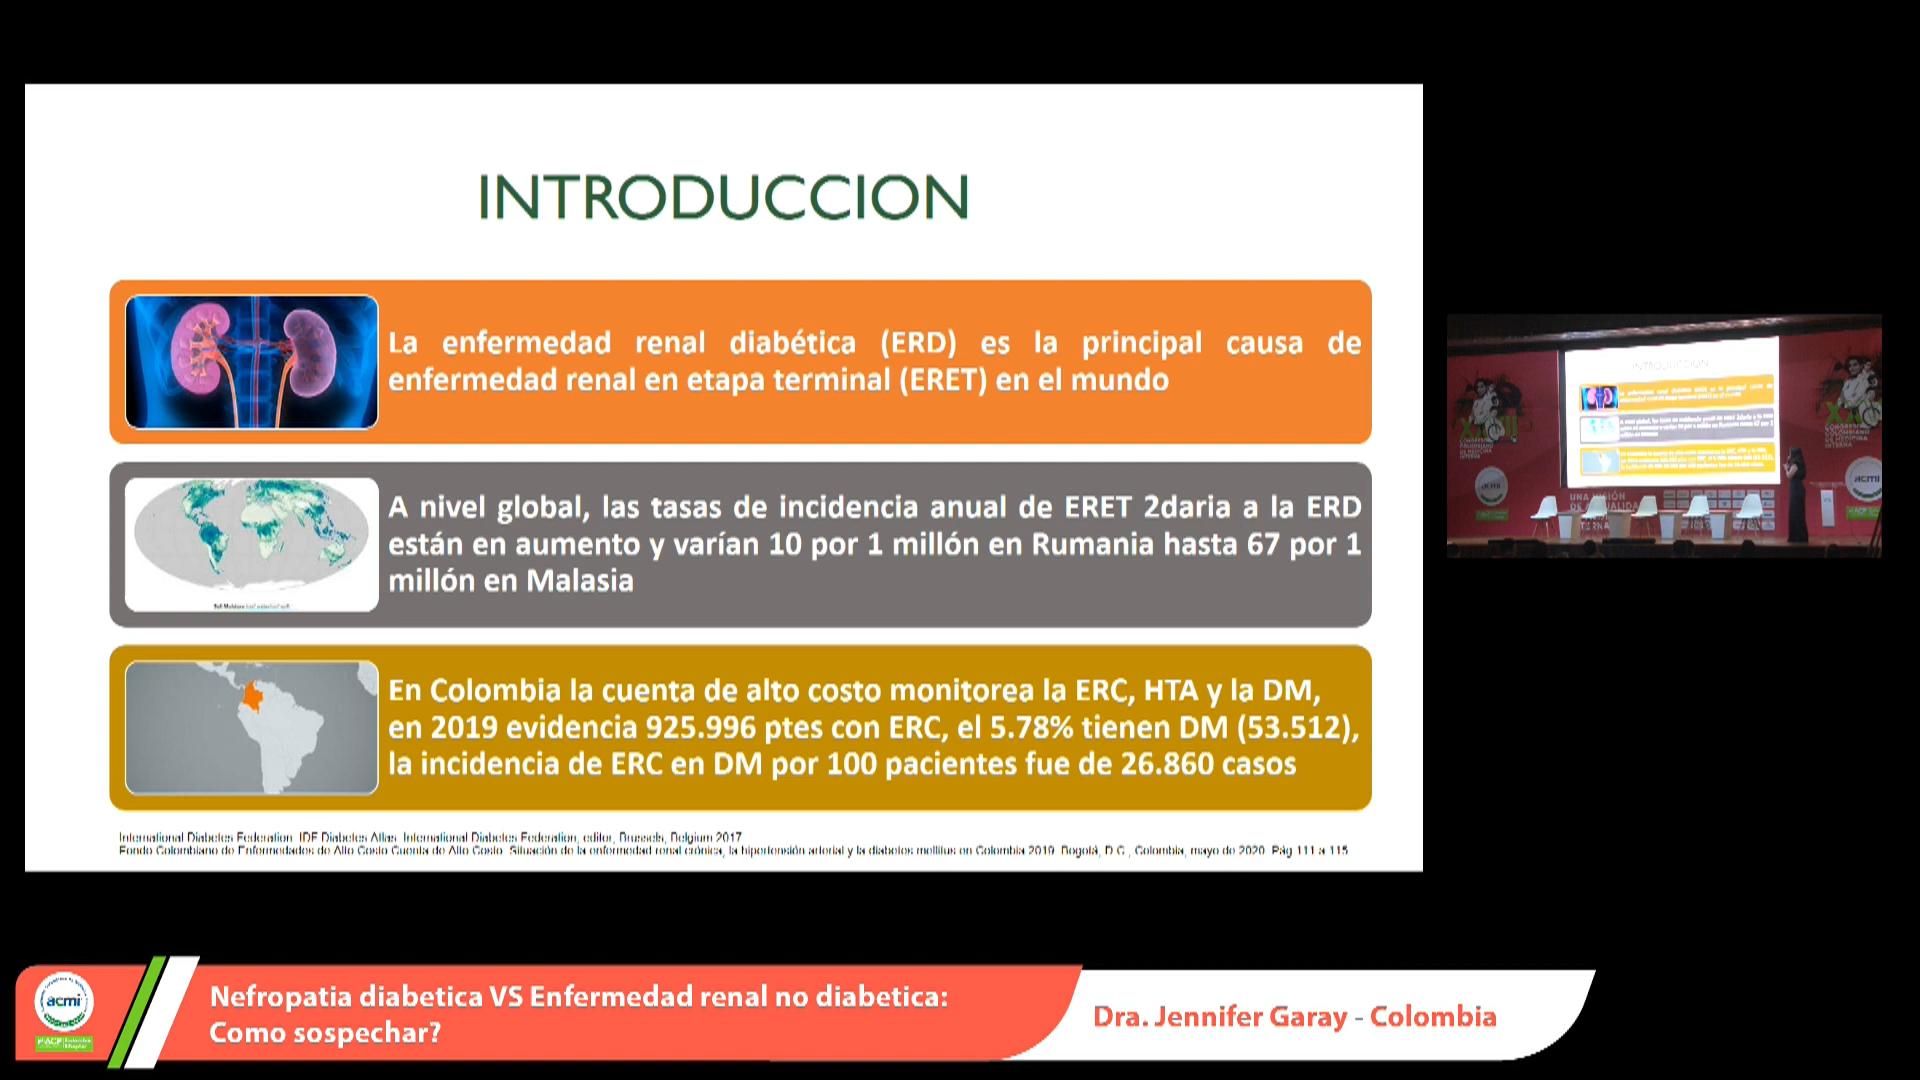 INTRODUCCION
La enfermedad renal diabética (ERD) es la principal causa de
enfermedad renal en etapa terminal (ERET) en el mundo
A nivel global, las tasas de incidencia anual de ERET 2daria a la ERD
están en aumento y varían 10 por 1 millón en Rumania hasta 67 por 1
millón en Malasia
En Colombia la cuenta de alto costo monitorea la ERC, HTA y la DM,
en 2019 evidencia 925.996 ptes con ERC, el 5.78% tienen DM (53.512),
la incidencia de ERC en DM por 100 pacientes fue de 26.860 casos
International Diabetes Federation. IDF Diabetes Atlas. International Diabetes Federation, editor, Brussels, Belgium 2017
Fondo Colombiano de Enfermedades de Alto Costo Cuenta de Alto Costo. Situación de la enfermedad renal crónica, la hipertensión arterial y la diabetes mellitus en Colombia 2019. Bogotá, D.C., Colombia, mayo de 2020. Pág 111 a 115
INTRODUCCION
acmi
acmi
ACP
Nefropatia diabetica VS Enfermedad renal no diabetica:
Como sospechar?
Dra. Jennifer Garay - Colombia